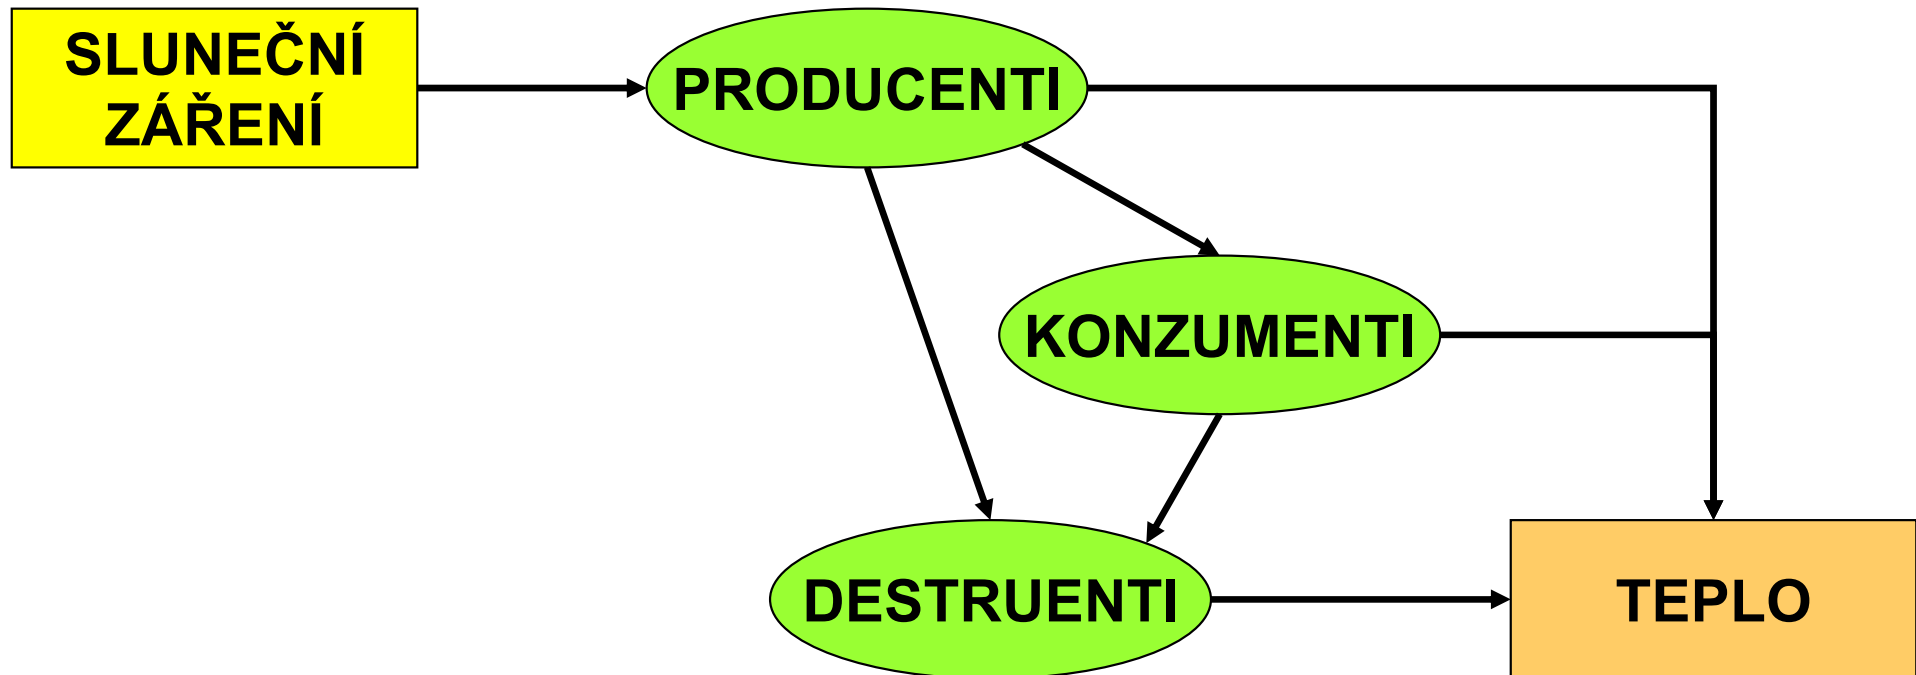 SLUNEČNÍ
ZÁŘENÍ
PRODUCENTI
KONZUMENTI
DESTRUENTI
TEPLO